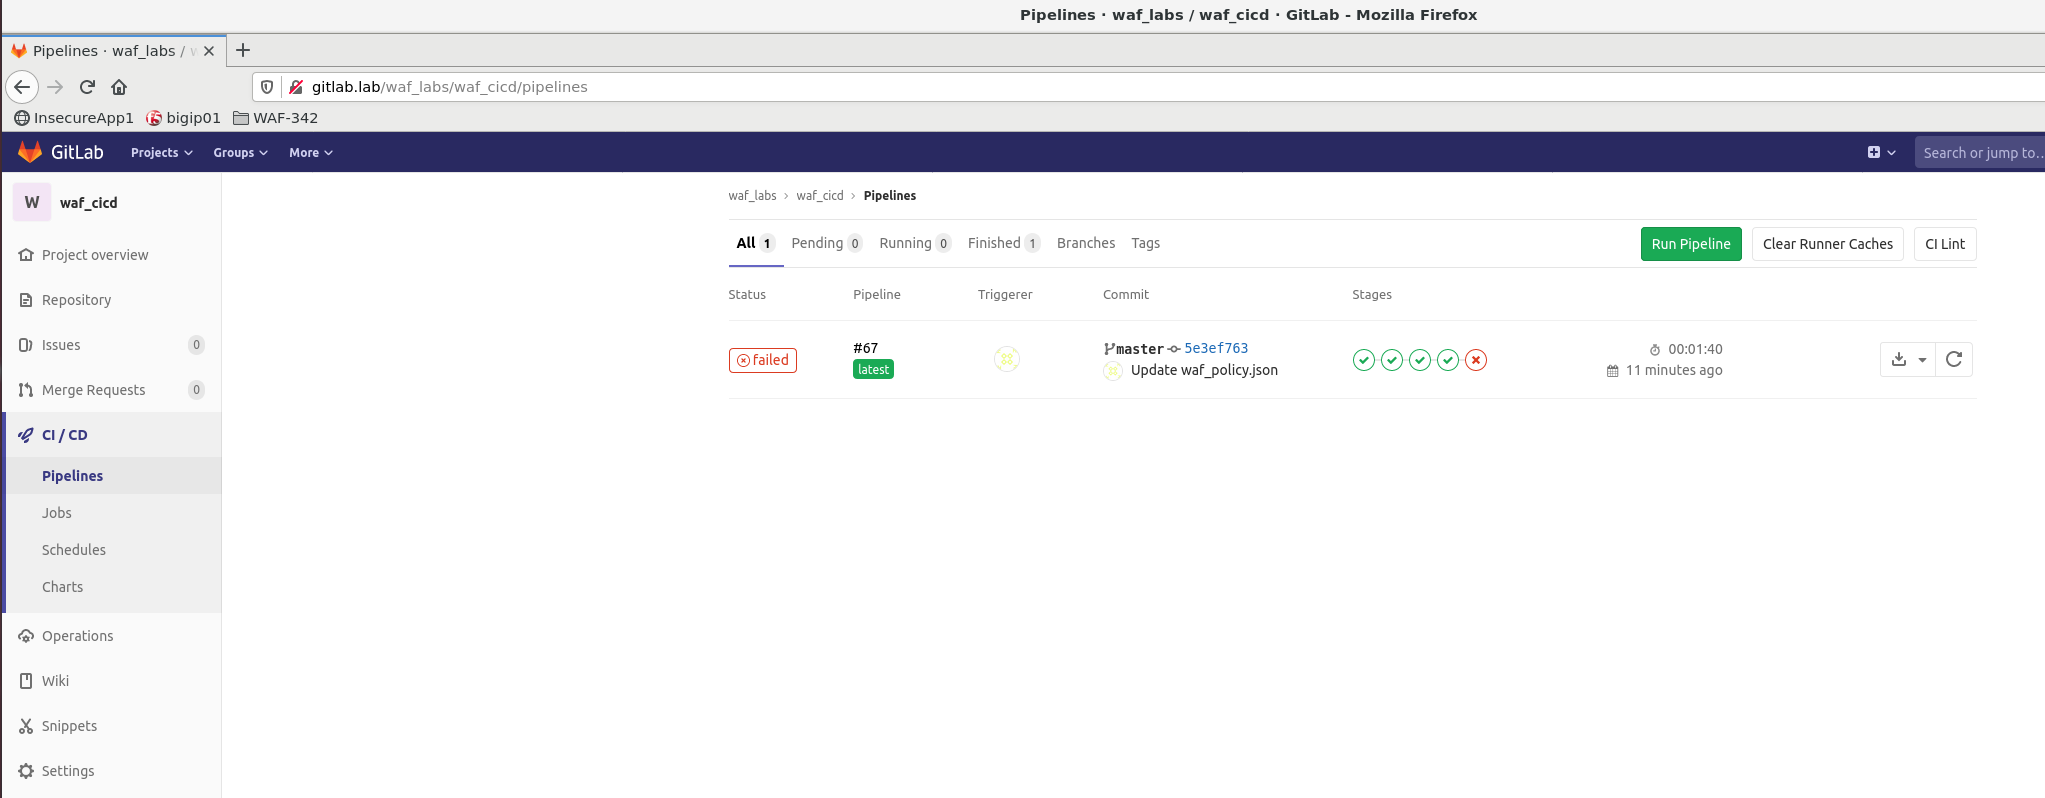 Pipelines · waf_labs / waf_cicd · GitLab - Mozilla Firefox
Pipelines · waf_labs /
gitlab.lab/waf_labs/waf_cicd/pipelines
InsecureApp1 bigip01 WAF-342
GitLab Projects Groups More Search or jump to...
W waf_cicd
Project overview
Repository
Issues 0
Merge Requests 0
CI / CD
Pipelines
Jobs
Schedules
Charts
Operations
Wiki
Snippets
Settings
waf_labs › waf_cicd › Pipelines
All 1 Pending 0 Running 0 Finished 1 Branches Tags Run Pipeline Clear Runner Caches CI Lint
Status Pipeline Triggerer Commit Stages
failed #67 master 5e3ef763 00:01:40
latest Update waf_policy.json 11 minutes ago